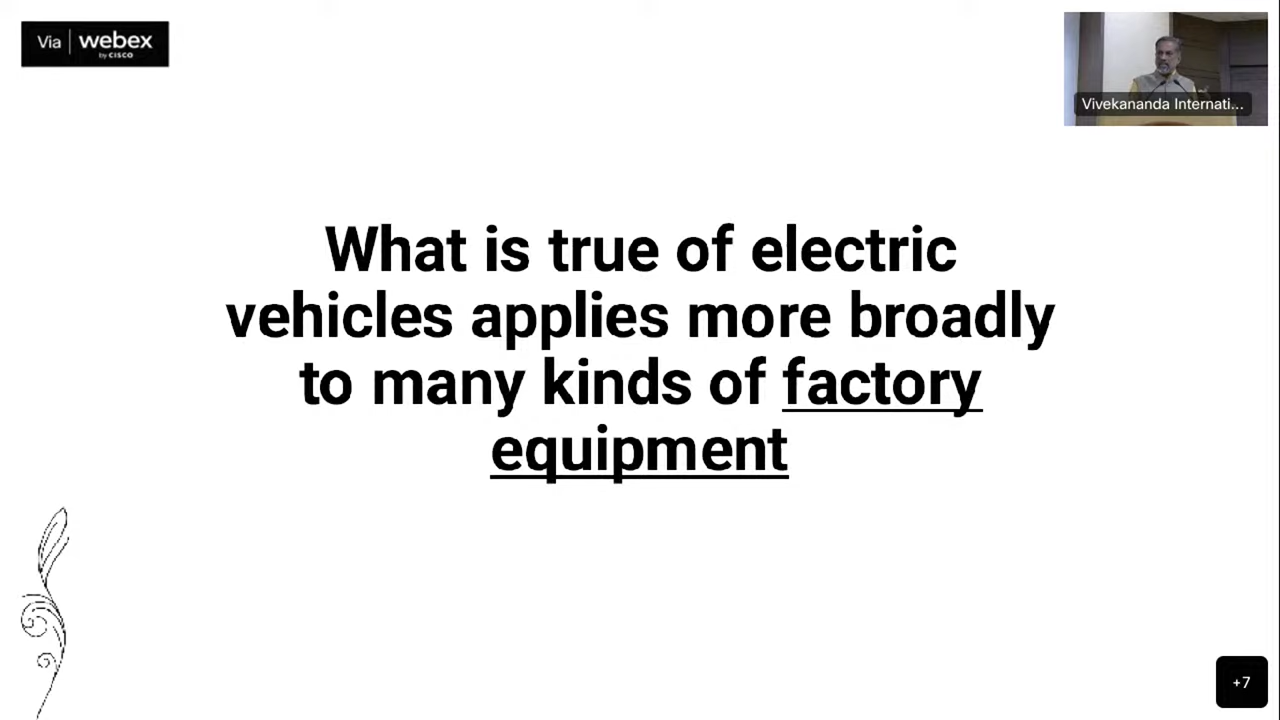 Via webex
by CISCO
Vivekananda Internati...
What is true of electric
vehicles applies more broadly
to many kinds of factory
equipment
+7